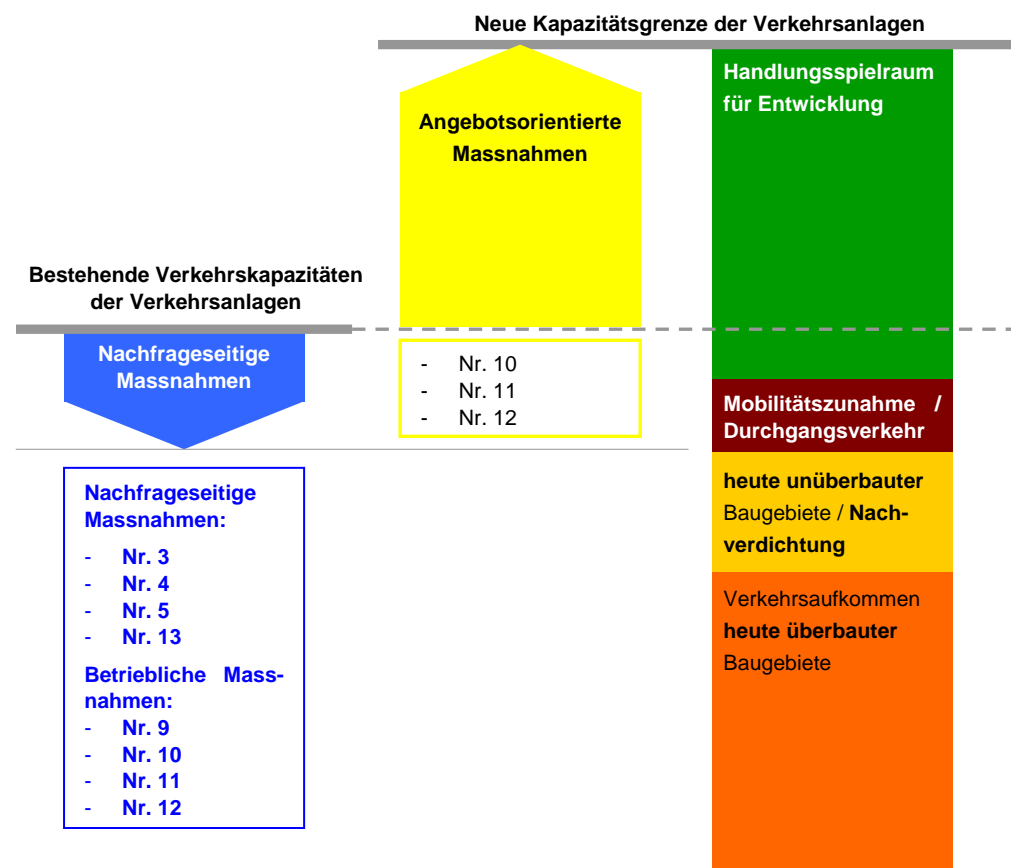 Neue Kapazitätsgrenze der Verkehrsanlagen
Handlungsspielraum
für Entwicklung
Angebotsorientierte
Massnahmen
Bestehende Verkehrskapazitäten
der Verkehrsanlagen
Nachfrageseitige
Massnahmen
- Nr. 10
- Nr. 11
- Nr. 12
Mobilitätszunahme /
Durchgangsverkehr
heute unüberbauter
Baugebiete / Nach-
verdichtung
Verkehrsaufkommen
heute überbauter
Baugebiete
Nachfrageseitige
Massnahmen:
- Nr. 3
- Nr. 4
- Nr. 5
- Nr. 13
Betriebliche Mass-
nahmen:
- Nr. 9
- Nr. 10
- Nr. 11
- Nr. 12